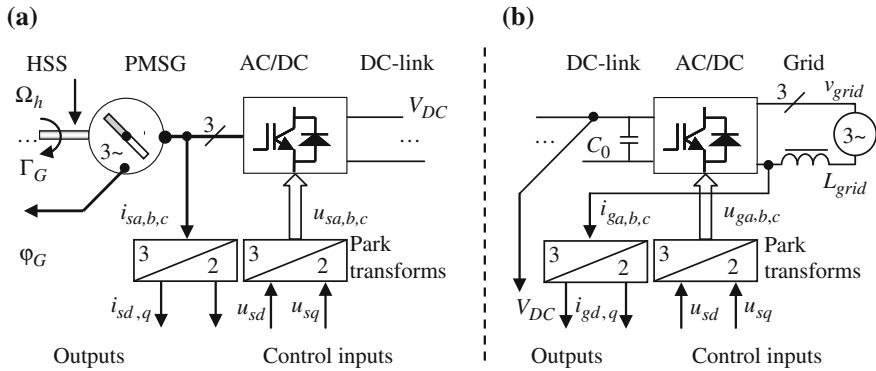 (a)
HSS PMSG AC/DC DC-link
Ω_h
V_DC
...
3~
3
...
Γ_G
i_sa,b,c
u_sa,b,c
φ_G
3
2
3
2
Park
transforms
i_sd,q
u_sd
u_sq
Outputs Control inputs
(b)
DC-link AC/DC Grid
3
v_grid
...
C_0
3~
L_grid
i_ga,b,c
u_ga,b,c
3
2
3
2
Park
transforms
V_DC
i_gd,q
u_sd
u_sq
Outputs Control inputs